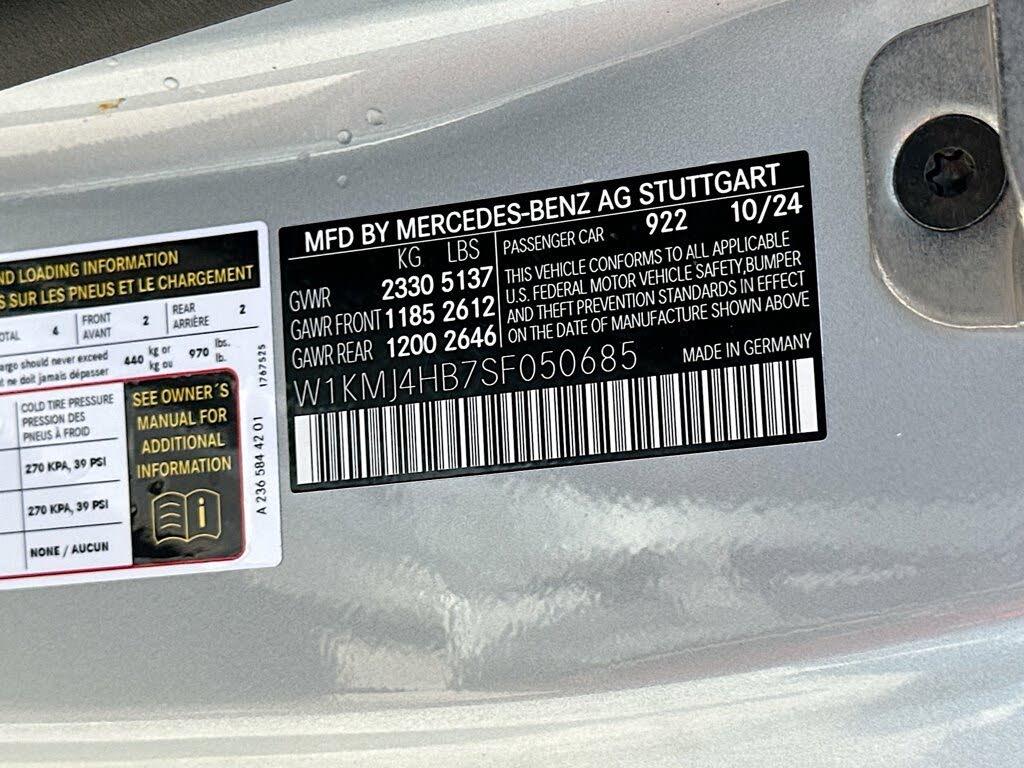 ND LOADING INFORMATION
S SUR LES PNEUS ET LE CHARGEMENT
OTAL 4 FRONT AVANT 2 REAR ARRIÈRE 2
argo should never exceed 440 kg or 970 lbs.
t ne doit jamais dépasser kg ou lb.
COLD TIRE PRESSURE
PRESSION DES
PNEUS À FROID
270 KPA, 39 PSI
270 KPA, 39 PSI
NONE / AUCUN
SEE OWNER´S
MANUAL FOR
ADDITIONAL
INFORMATION
i
1767525
A 236 584 42 01
MFD BY MERCEDES-BENZ AG STUTTGART
KG LBS
GVWR 2330 5137
GAWR FRONT 1185 2612
GAWR REAR 1200 2646
PASSENGER CAR 922 10/24
THIS VEHICLE CONFORMS TO ALL APPLICABLE
U.S. FEDERAL MOTOR VEHICLE SAFETY,BUMPER
AND THEFT PREVENTION STANDARDS IN EFFECT
ON THE DATE OF MANUFACTURE SHOWN ABOVE
W1KMJ4HB7SF050685
MADE IN GERMANY